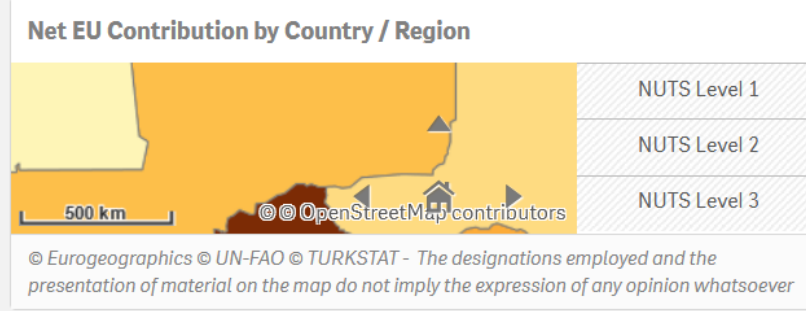 Net EU Contribution by Country / Region
NUTS Level 1
NUTS Level 2
NUTS Level 3
500 km
© © OpenStreetMap contributors
© Eurogeographics © UN-FAO © TURKSTAT - The designations employed and the
presentation of material on the map do not imply the expression of any opinion whatsoever